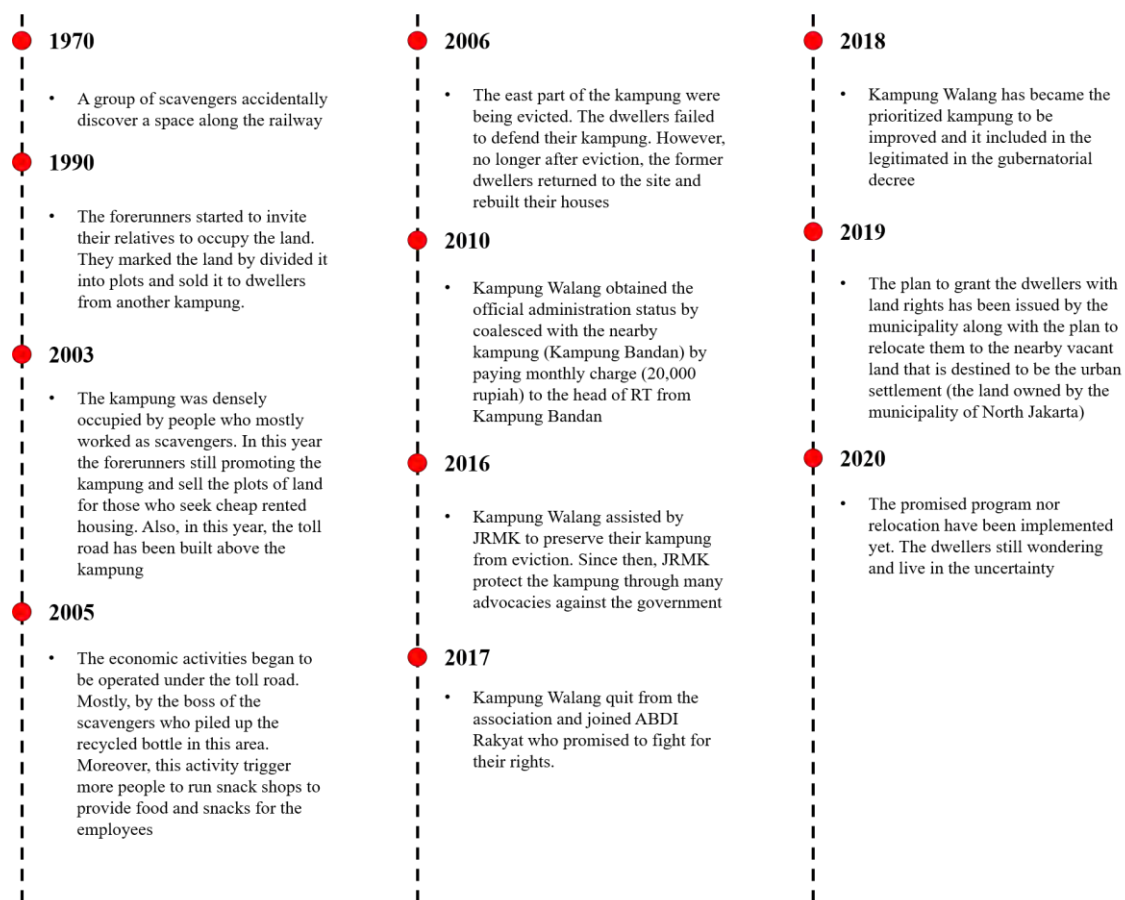 1970
• A group of scavengers accidentally
discover a space along the railway
1990
• The forerunners started to invite
their relatives to occupy the land.
They marked the land by divided it
into plots and sold it to dwellers
from another kampung.
2003
• The kampung was densely
occupied by people who mostly
worked as scavengers. In this year
the forerunners still promoting the
kampung and sell the plots of land
for those who seek cheap rented
housing. Also, in this year, the toll
road has been built above the
kampung
2005
• The economic activities began to
be operated under the toll road.
Mostly, by the boss of the
scavengers who piled up the
recycled bottle in this area.
Moreover, this activity trigger
more people to run snack shops to
provide food and snacks for the
employees
2006
• The east part of the kampung were
being evicted. The dwellers failed
to defend their kampung. However,
no longer after eviction, the former
dwellers returned to the site and
rebuilt their houses
2010
• Kampung Walang obtained the
official administration status by
coalesced with the nearby
kampung (Kampung Bandan) by
paying monthly charge (20,000
rupiah) to the head of RT from
Kampung Bandan
2016
• Kampung Walang assisted by
JRMK to preserve their kampung
from eviction. Since then, JRMK
protect the kampung through many
advocacies against the government
2017
• Kampung Walang quit from the
association and joined ABDI
Rakyat who promised to fight for
their rights.
2018
• Kampung Walang has became the
prioritized kampung to be
improved and it included in the
legitimated in the gubernatorial
decree
2019
• The plan to grant the dwellers with
land rights has been issued by the
municipality along with the plan to
relocate them to the nearby vacant
land that is destined to be the urban
settlement (the land owned by the
municipality of North Jakarta)
2020
• The promised program nor
relocation have been implemented
yet. The dwellers still wondering
and live in the uncertainty